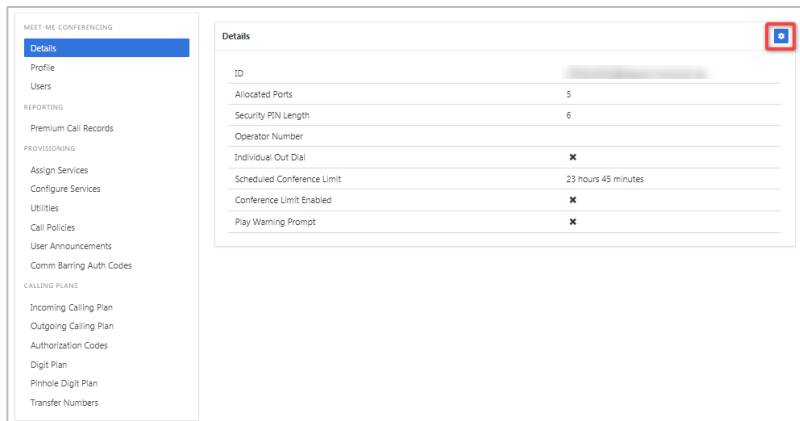 MEET-ME CONFERENCING
Details
Profile
Users
REPORTING
Premium Call Records
PROVISIONING
Assign Services
Configure Services
Utilities
Call Policies
User Announcements
Comm Barring Auth Codes
CALLING PLANS
Incoming Calling Plan
Outgoing Calling Plan
Authorization Codes
Digit Plan
Pinhole Digit Plan
Transfer Numbers
Details
ID
Allocated Ports 5
Security PIN Length 6
Operator Number
Individual Out Dial ✖
Scheduled Conference Limit 23 hours 45 minutes
Conference Limit Enabled ✖
Play Warning Prompt ✖